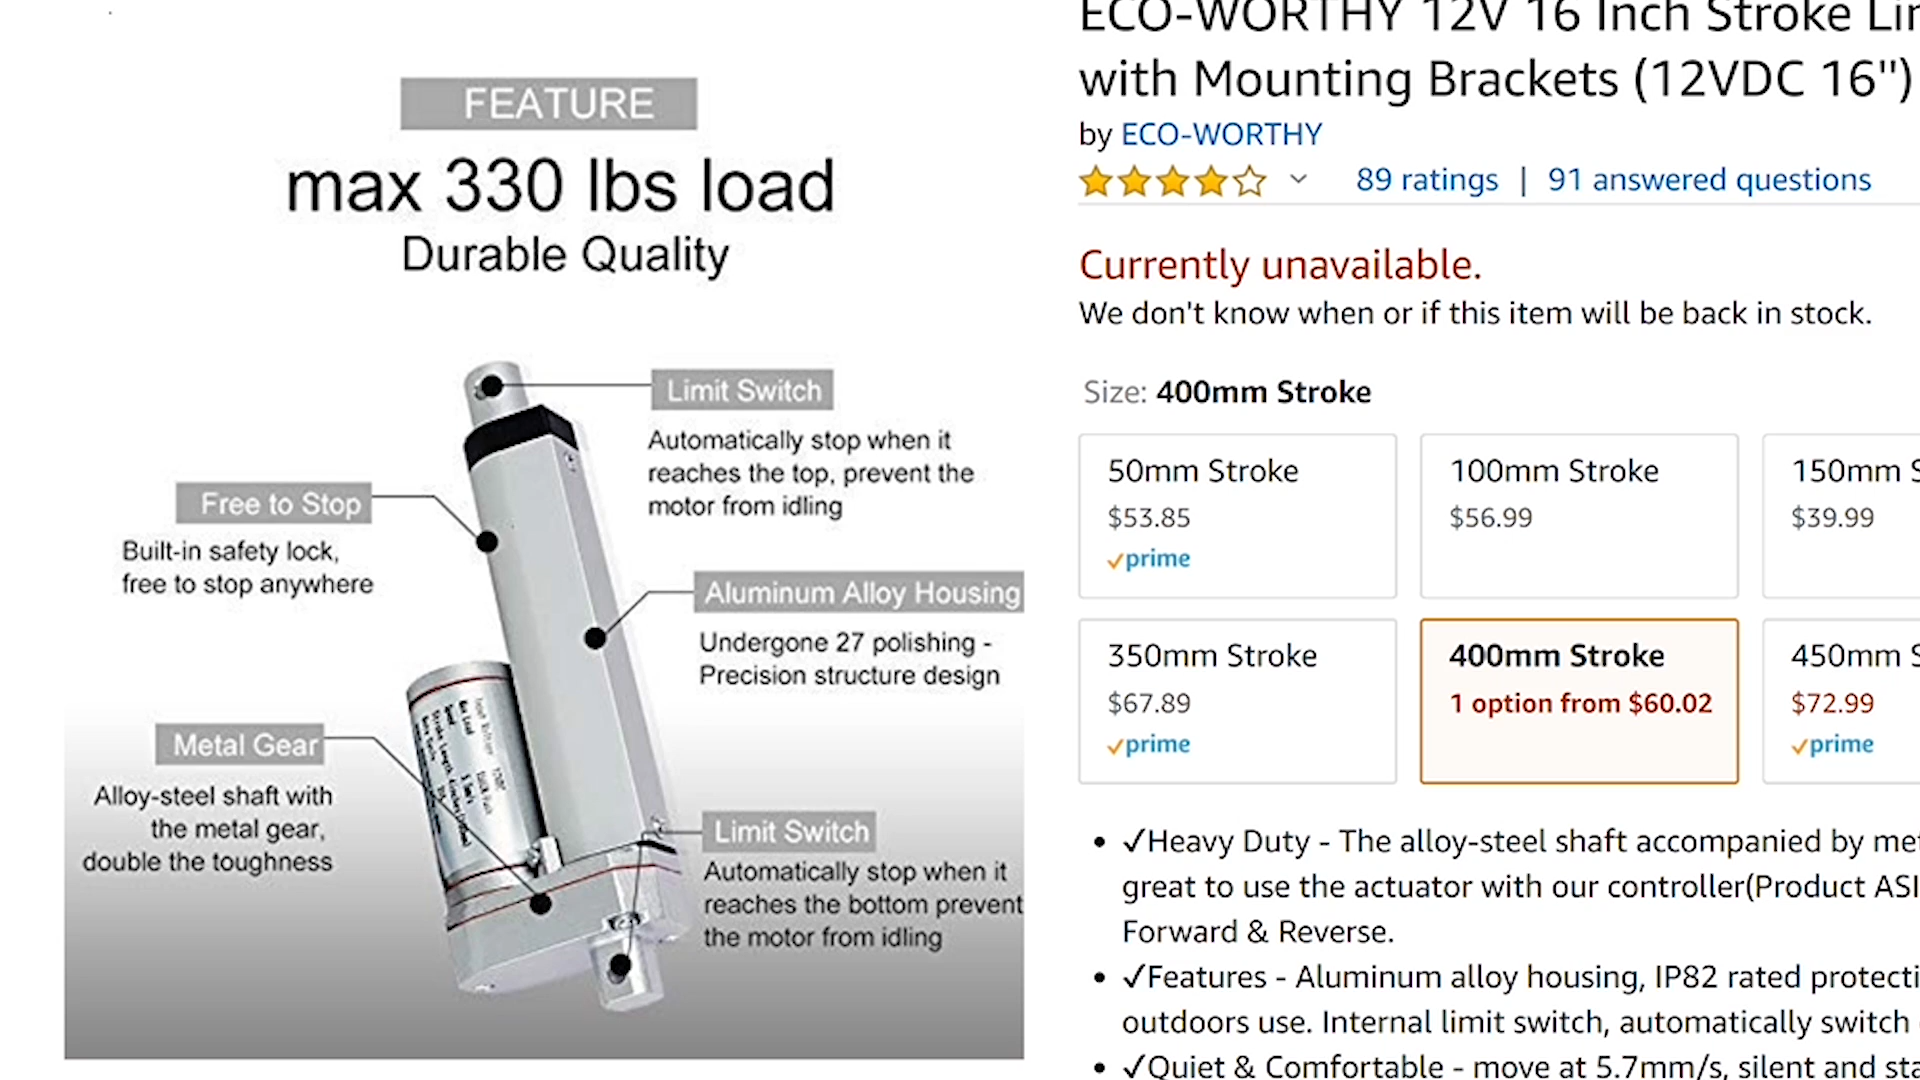 FEATURE
max 330 lbs load
Durable Quality
Limit Switch
Automatically stop when it
reaches the top, prevent the
motor from idling
Free to Stop
Built-in safety lock,
free to stop anywhere
Aluminum Alloy Housing
Undergone 27 polishing -
Precision structure design
Metal Gear
Alloy-steel shaft with
the metal gear,
double the toughness
Limit Switch
Automatically stop when it
reaches the bottom prevent
the motor from idling
ECO-WORTHY 12V 16 Inch Stroke Lin
with Mounting Brackets (12VDC 16")
by ECO-WORTHY
89 ratings | 91 answered questions
Currently unavailable.
We don't know when or if this item will be back in stock.
Size: 400mm Stroke
50mm Stroke
$53.85
✓prime
100mm Stroke
$56.99
150mm S
$39.99
350mm Stroke
$67.89
✓prime
400mm Stroke
1 option from $60.02
450mm S
$72.99
✓prime
• ✓Heavy Duty - The alloy-steel shaft accompanied by met
great to use the actuator with our controller(Product ASI
Forward & Reverse.
• ✓Features - Aluminum alloy housing, IP82 rated protecti
outdoors use. Internal limit switch, automatically switch
• ✓Quiet & Comfortable - move at 5.7mm/s, silent and sta